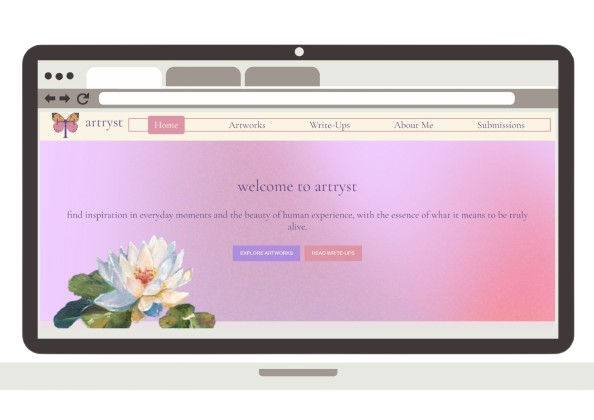 artryst
Home Artworks Write-Ups About Me Submissions
welcome to artryst
find inspiration in everyday moments and the beauty of human experience, with the essence of what it means to be truly
alive.
EXPLORE ARTWORKS READ WRITE-UPS